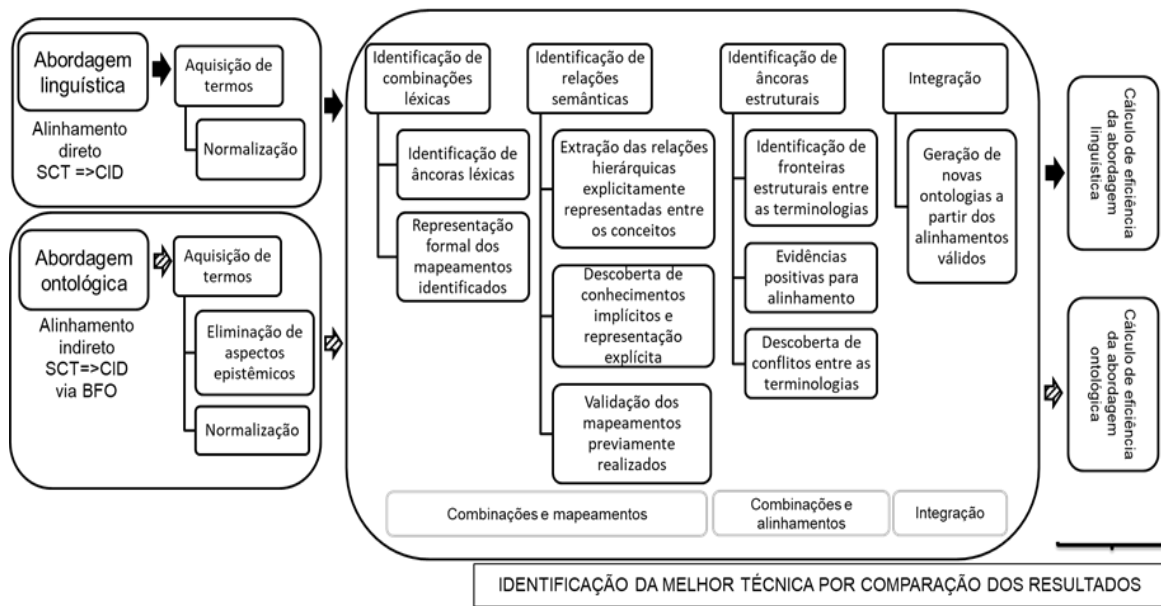 Abordagem
linguística
Aquisição de
termos
Normalização
Alinhamento
direto
SCT =>CID
Abordagem
ontológica
Aquisição de
termos
Eliminação de
aspectos
epistêmicos
Normalização
Alinhamento
indireto
SCT=>CID
via BFO
Identificação de
combinações
léxicas
Identificação de
âncoras léxicas
Representação
formal dos
mapeamentos
identificados
Identificação de
relações
semânticas
Extração das relações
hierárquicas
explicitamente
representadas entre
os conceitos
Descoberta de
conhecimentos
implícitos e
representação
explícita
Validação dos
mapeamentos
previamente
realizados
Identificação de
âncoras
estruturais
Identificação de
fronteiras
estruturais entre
as terminologias
Evidências
positivas para
alinhamento
Descoberta de
conflitos entre as
terminologias
Integração
Geração de
novas ontologias
a partir dos
alinhamentos
válidos
Combinações e mapeamentos
Combinações e
alinhamentos
Integração
Cálculo de eficiência
da abordagem
linguística
Cálculo de eficiência
da abordagem
ontológica
IDENTIFICAÇÃO DA MELHOR TÉCNICA POR COMPARAÇÃO DOS RESULTADOS